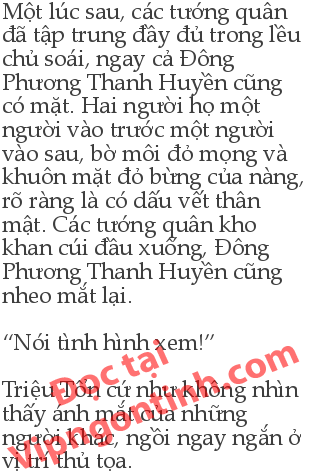 Một lúc sau, các tướng quân
đã tập trung đầy đủ trong lều
chủ soái, ngay cả Đông
Phương Thanh Huyền cũng
có mặt. Hai người họ một
người vào trước một người
vào sau, bờ môi đỏ mọng và
khuôn mặt đỏ bừng của nàng,
rõ ràng là có dấu vết thân
mật. Các tướng quân kho
khan cúi đầu xuống, Đông
Phương Thanh Huyền cũng
nheo mắt lại.
“Nói tình hình xem!”
Đọc tại
Vipngontinh.com
Triệu Tôn cứ như không nhìn
thấy ánh mắt của những
người khác, ngồi ngay ngắn ở
vị trí thủ tọa.